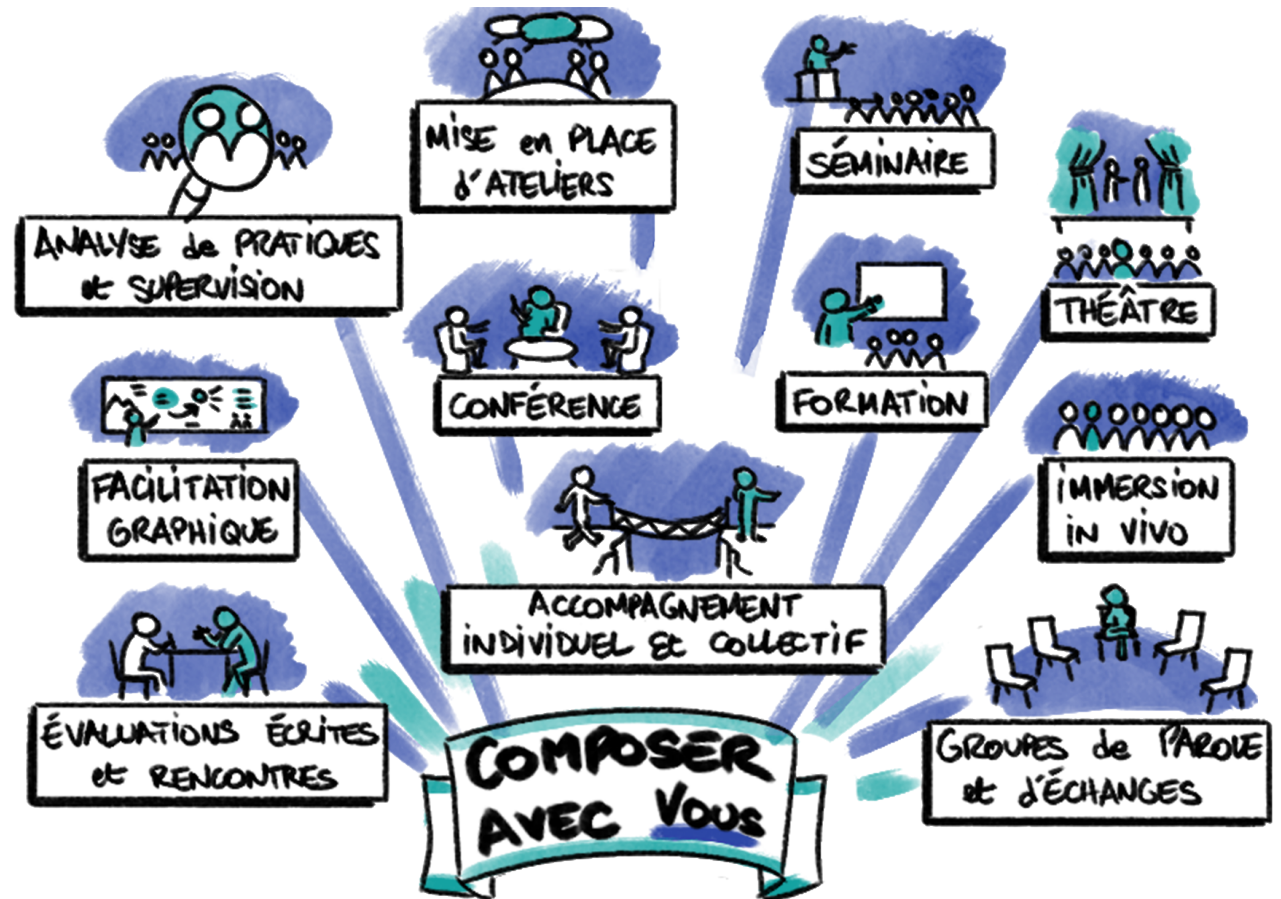 MISE en PLACE
d'ATELIERS
SÉMINAIRE
ANALYSE de PRATIQUES
et SUPERVISION
THÉÂTRE
CONFÉRENCE
FORMATION
FACILITATION
GRAPHIQUE
IMMERSION
IN VIVO
ACCOMPAGNEMENT
INDIVIDUEL Et COLLECTIF
ÉVALUATIONS ÉCRITES
et RENCONTRES
GROUPES de PAROLE
et d'ÉCHANGES
COMPOSER
AVEC Vous